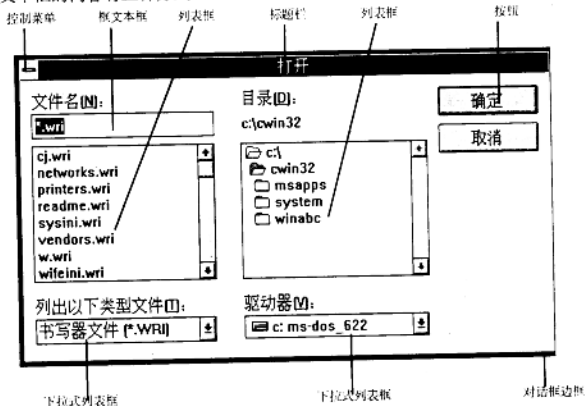 控制菜单 框文本框 列表框 标题栏 列表框 按钮
打开
文件名(N):
*.wri
cj.wri
networks.wri
printers.wri
readme.wri
sysini.wri
vendors.wri
w.wri
wifeini.wri
目录(D):
c:\cwin32
c:\
cwin32
msapps
system
winabc
确定
取消
列出以下类型文件(T):
书写器文件 (*.WRI)
驱动器(V):
c: ms-dos_622
下拉式列表框 下拉式列表框 对话框边框